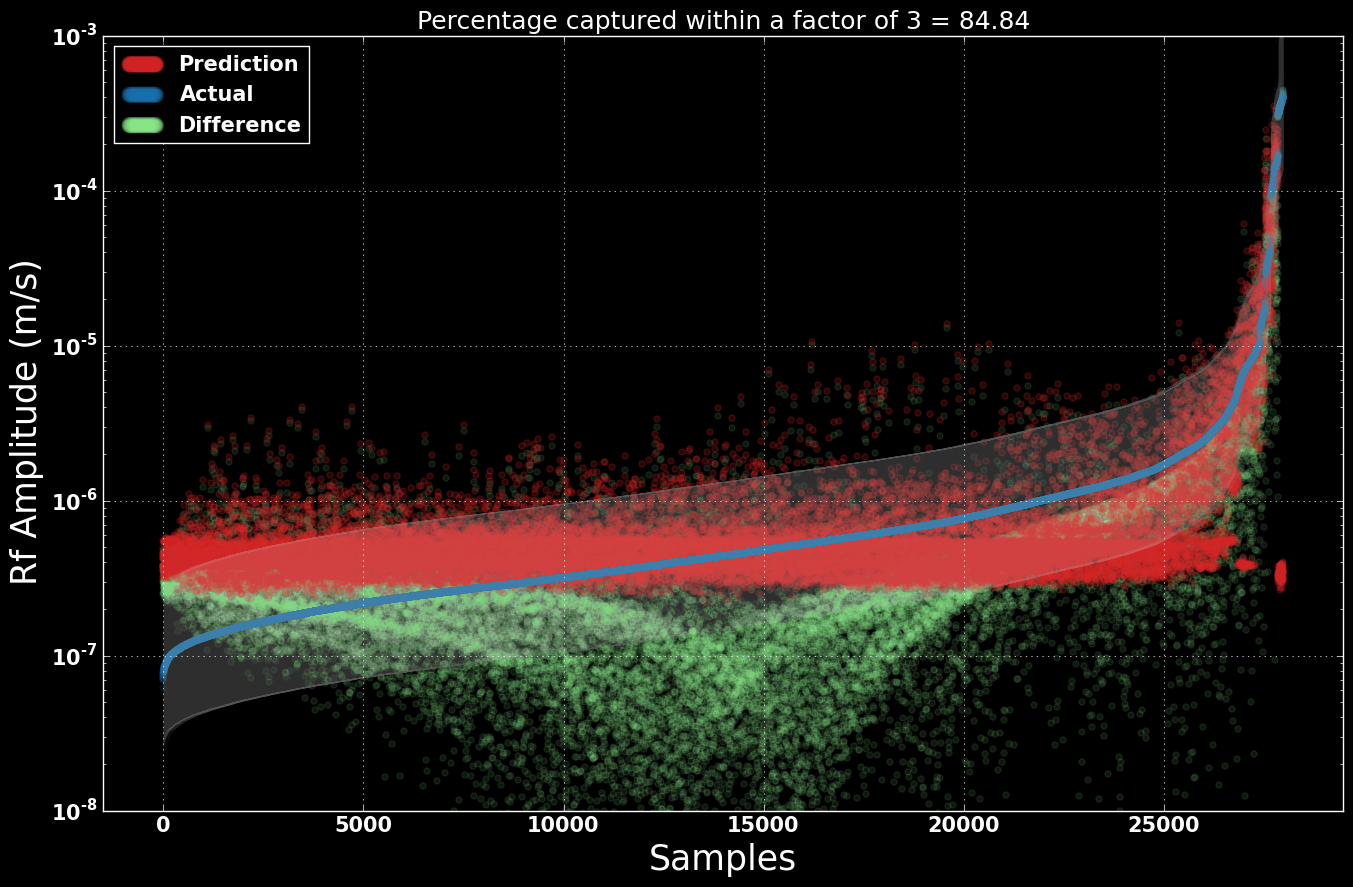 Percentage captured within a factor of 3 = 84.84
Prediction
Actual
Difference
Rf Amplitude (m/s)
10^-3
10^-4
10^-5
10^-6
10^-7
10^-8
0 5000 10000 15000 20000 25000
Samples